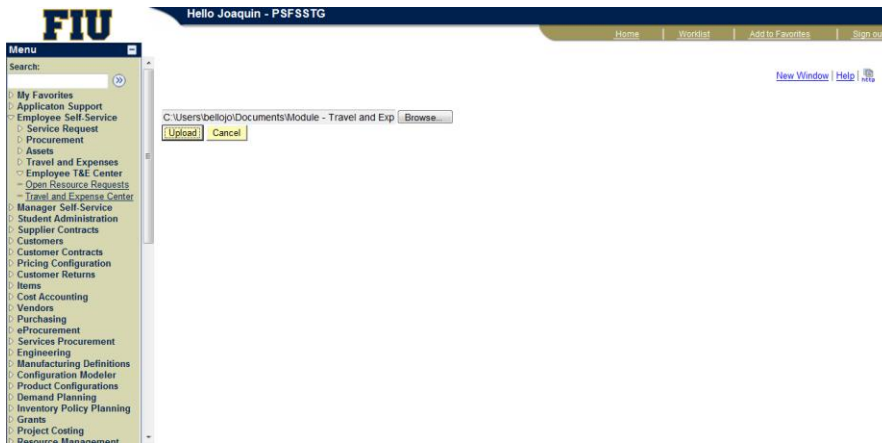 FIU
Hello Joaquin - PSFSSTG
Home | Worklist | Add to Favorites | Sign ou
Menu
Search:
New Window | Help | http
My Favorites
Applicaton Support
Employee Self-Service
Service Request
Procurement
Assets
Travel and Expenses
Employee T&E Center
Open Resource Requests
Travel and Expense Center
Manager Self-Service
Student Administration
Supplier Contracts
Customers
Customer Contracts
Pricing Configuration
Customer Returns
Items
Cost Accounting
Vendors
Purchasing
eProcurement
Services Procurement
Engineering
Manufacturing Definitions
Configuration Modeler
Product Configurations
Demand Planning
Inventory Policy Planning
Grants
Project Costing
Resource Management
C:\Users\bellojo\Documents\Module - Travel and Exp Browse...
Upload Cancel